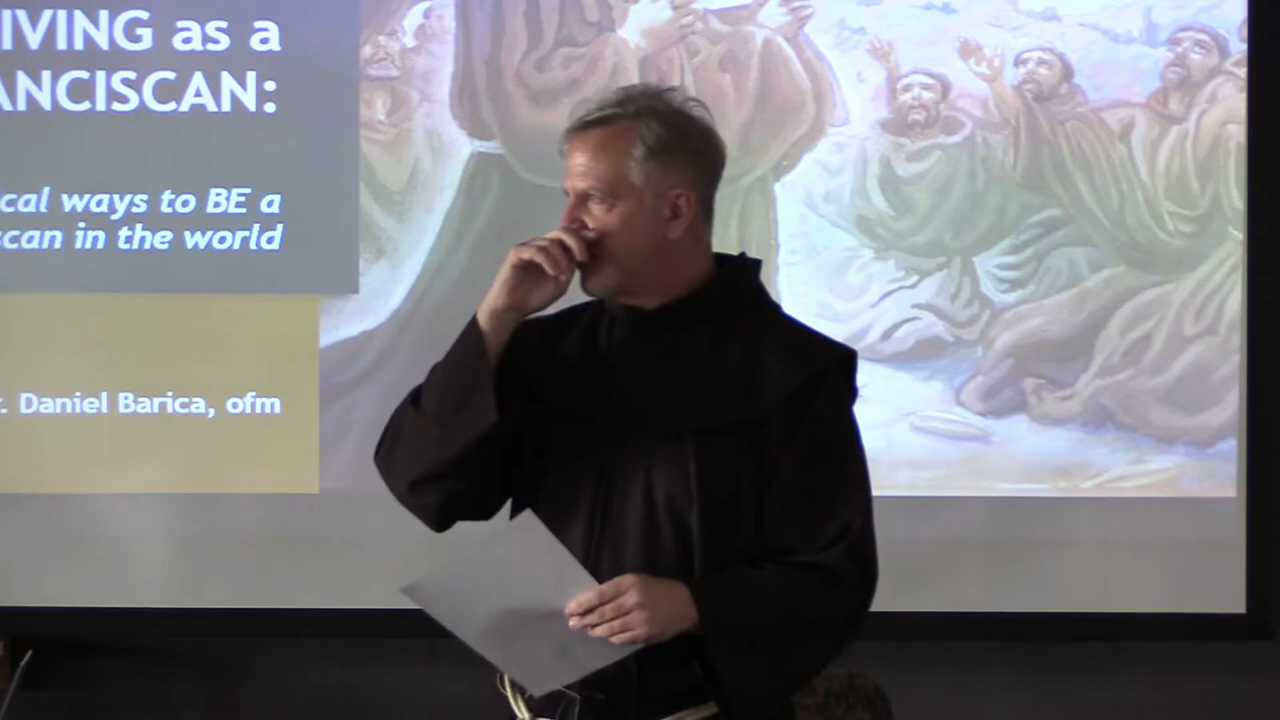 IVING as a
ANCISCAN:
cal ways to BE a
scan in the world
r. Daniel Barica, ofm